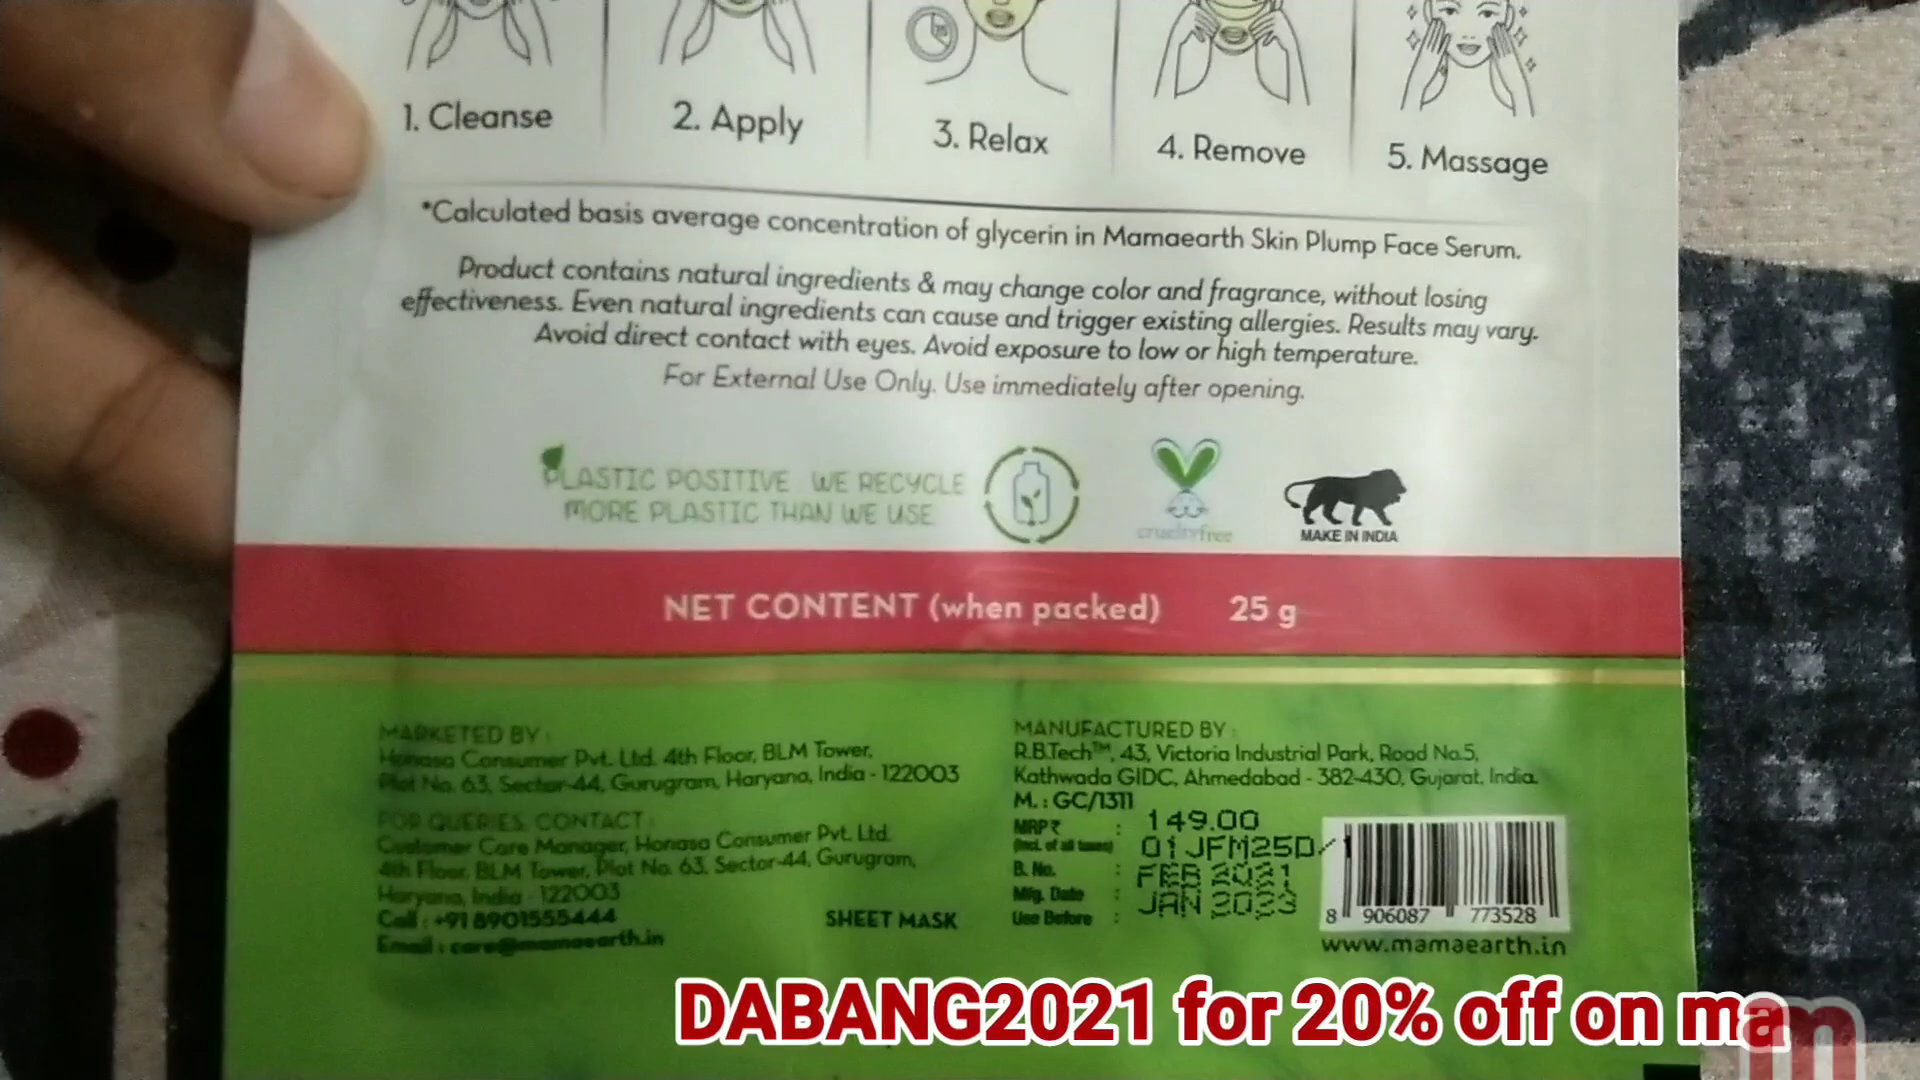 1. Cleanse
2. Apply
3. Relax
4. Remove
5. Massage
*Calculated basis average concentration of glycerin in Mamaearth Skin Plump Face Serum.
Product contains natural ingredients & may change color and fragrance, without losing
effectiveness. Even natural ingredients can cause and trigger existing allergies. Results may vary.
Avoid direct contact with eyes. Avoid exposure to low or high temperature.
For External Use Only. Use immediately after opening.
PLASTIC POSITIVE WE RECYCLE
MORE PLASTIC THAN WE USE
crueltyfree
MAKE IN INDIA
NET CONTENT (when packed) 25 g
MARKETED BY :
Honasa Consumer Pvt. Ltd. 4th Floor, BLM Tower,
Plot No. 63, Sector-44, Gurugram, Haryana, India - 122003
FOR QUERIES, CONTACT :
Customer Care Manager, Honasa Consumer Pvt. Ltd.
4th Floor, BLM Tower, Plot No. 63, Sector-44, Gurugram,
Haryana, India - 122003
Call : +91 8901555444
Email : care@mamaearth.in
SHEET MASK
MANUFACTURED BY :
R.B.Tech™, 43, Victoria Industrial Park, Road No.5,
Kathwada GIDC, Ahmedabad - 382-430, Gujarat, India.
M. : GC/1311
MRP ₹ : 149.00
(Incl. of all taxes)
B. No. : 01JFM25D/1
Mfg. Date : FEB 2021
Use Before : JAN 2023
8 906087 773528
www.mamaearth.in
DABANG2021 for 20% off on ma
m